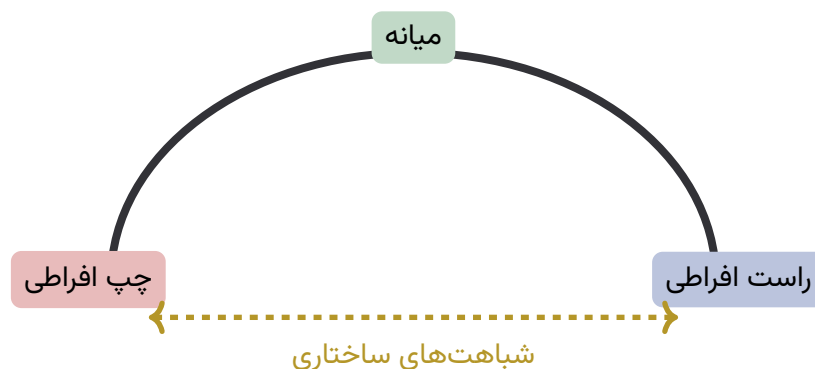 میانه
راست افراطی
چپ افراطی
شباهت‌های ساختاری